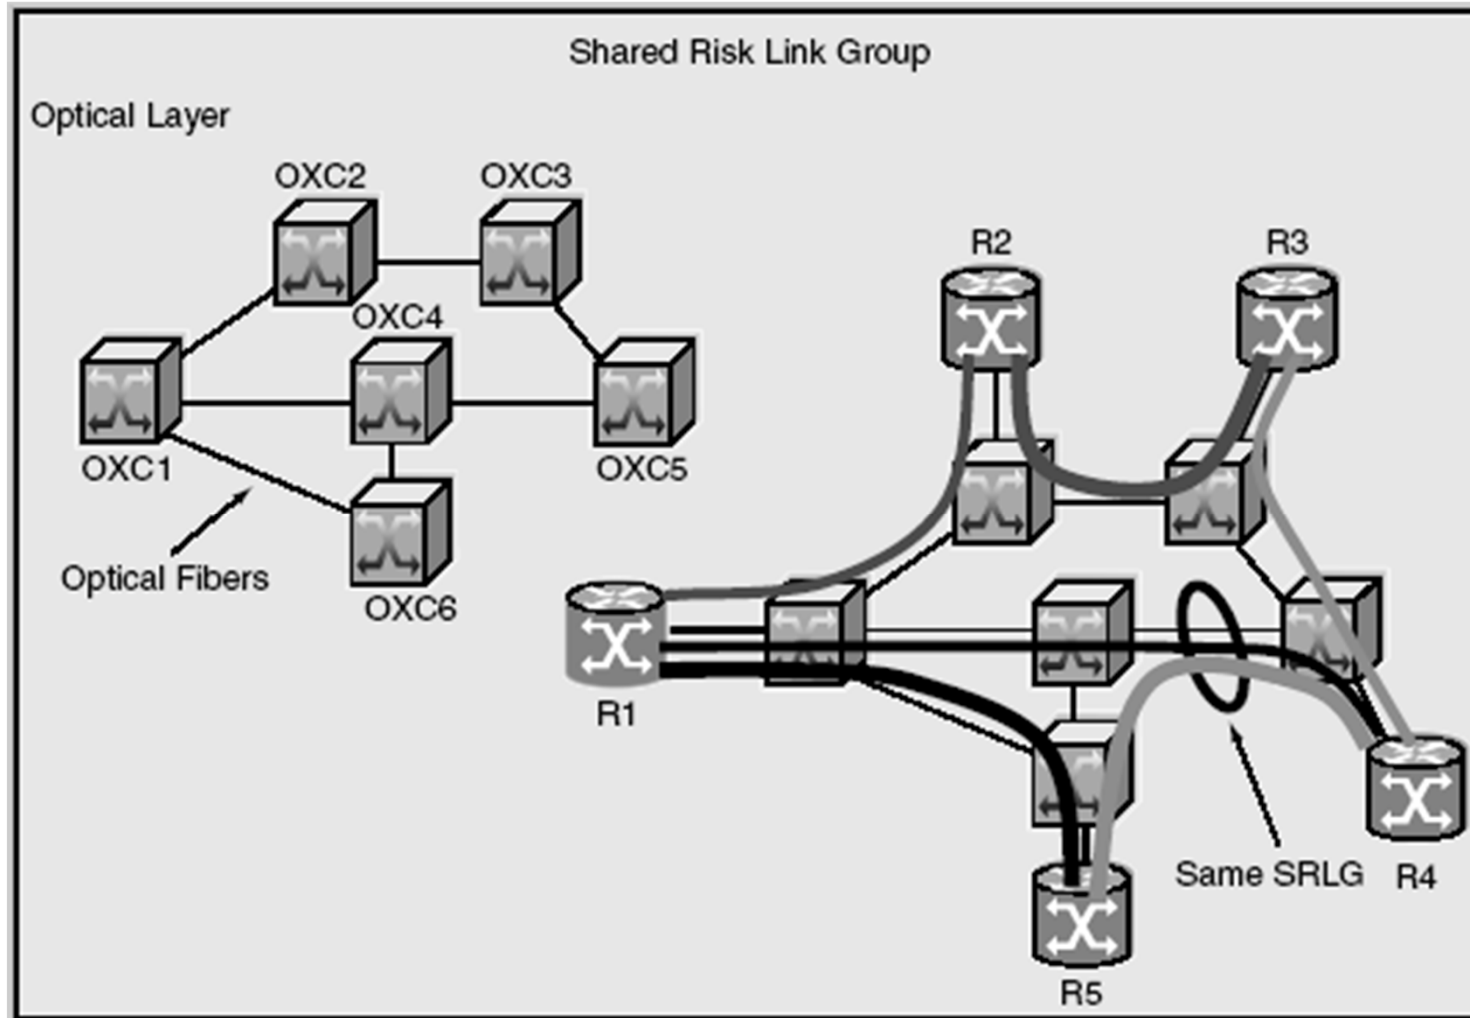 Shared Risk Link Group
Optical Layer
OXC2
OXC3
OXC4
OXC1
OXC5
Optical Fibers
OXC6
R2
R3
R1
Same SRLG
R4
R5